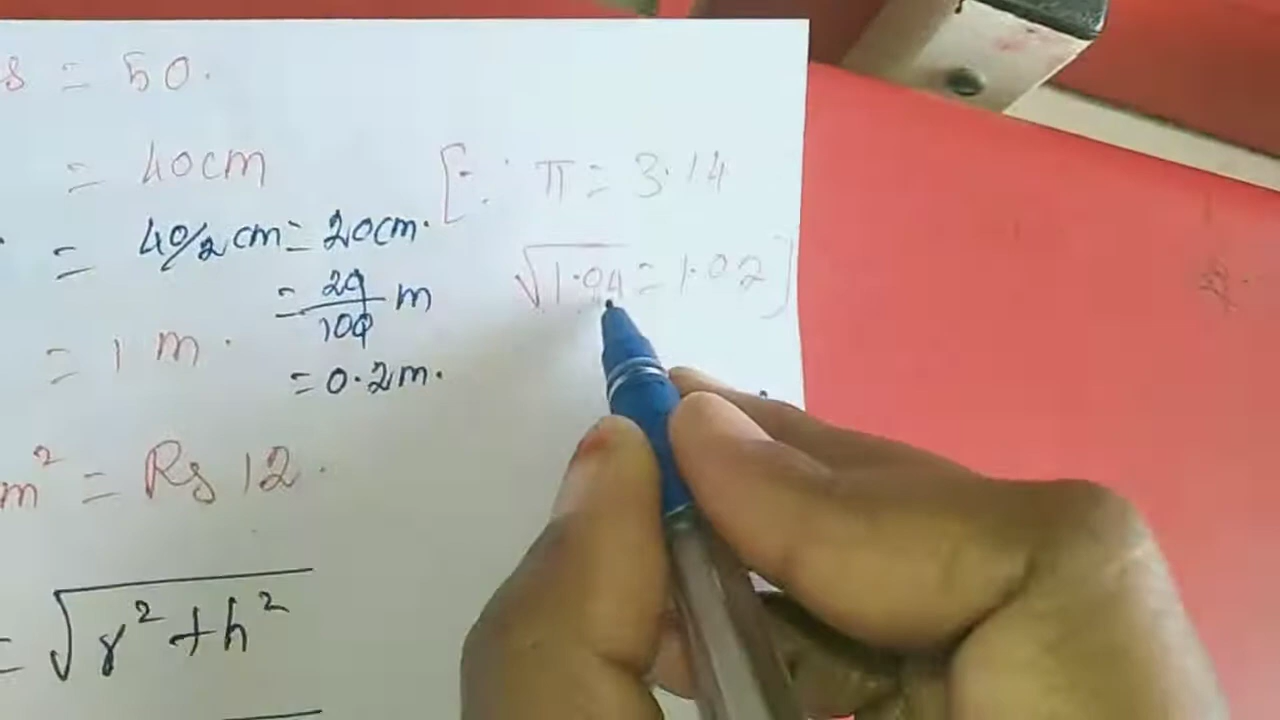 s = 50.
= 40cm [∵ π = 3.14
= 40/2 cm = 20cm.
√1.04 = 1.02]
= 20/100 m
= 1 m.
= 0.2m.
m² = Rs 12.
= √r² + h²